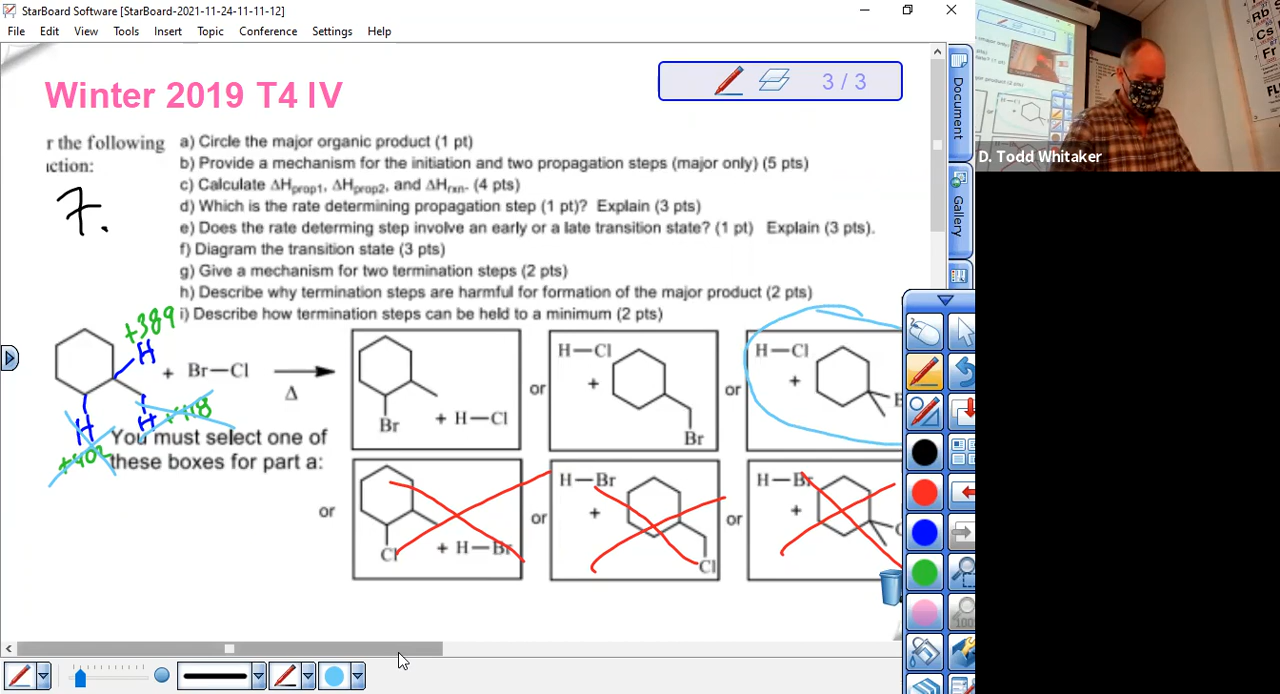 StarBoard Software [StarBoard-2021-11-24-11-11-12]
File Edit View Tools Insert Topic Conference Settings Help
Winter 2019 T4 IV
3 / 3
r the following
ıction:
7.
a) Circle the major organic product (1 pt)
b) Provide a mechanism for the initiation and two propagation steps (major only) (5 pts)
c) Calculate ΔHprop1, ΔHprop2, and ΔHrxn. (4 pts)
d) Which is the rate determining propagation step (1 pt)? Explain (3 pts)
e) Does the rate determing step involve an early or a late transition state? (1 pt) Explain (3 pts).
f) Diagram the transition state (3 pts)
g) Give a mechanism for two termination steps (2 pts)
h) Describe why termination steps are harmful for formation of the major product (2 pts)
i) Describe how termination steps can be held to a minimum (2 pts)
+389
H
+ Br—Cl
Δ
H
H
+418
+402
You must select one of
these boxes for part a:
Br
+ H—Cl
or
H—Cl
+
Br
or
H—Cl
+
or
Cl
+ H—Br
or
H—Br
+
Cl
or
H—Br
+
Document
Gallery
100
D. Todd Whitaker
Rb
Cs
Fr